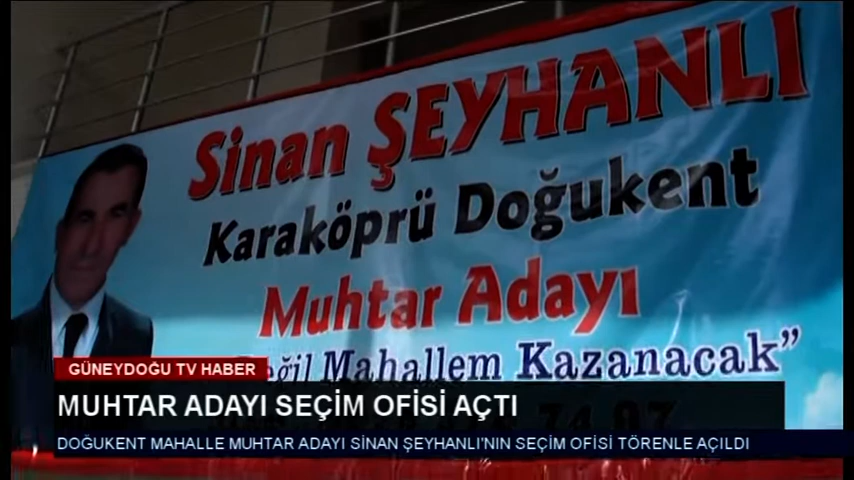 Sinan ŞEYHANLI
Karaköprü Doğukent
Muhtar Adayı
Mahallem Kazanacak”
GÜNEYDOĞU TV HABER
MUHTAR ADAYI SEÇİM OFİSİ AÇTI
DOĞUKENT MAHALLE MUHTAR ADAYI SİNAN ŞEYHANLI'NIN SEÇİM OFİSİ TÖRENLE AÇILDI